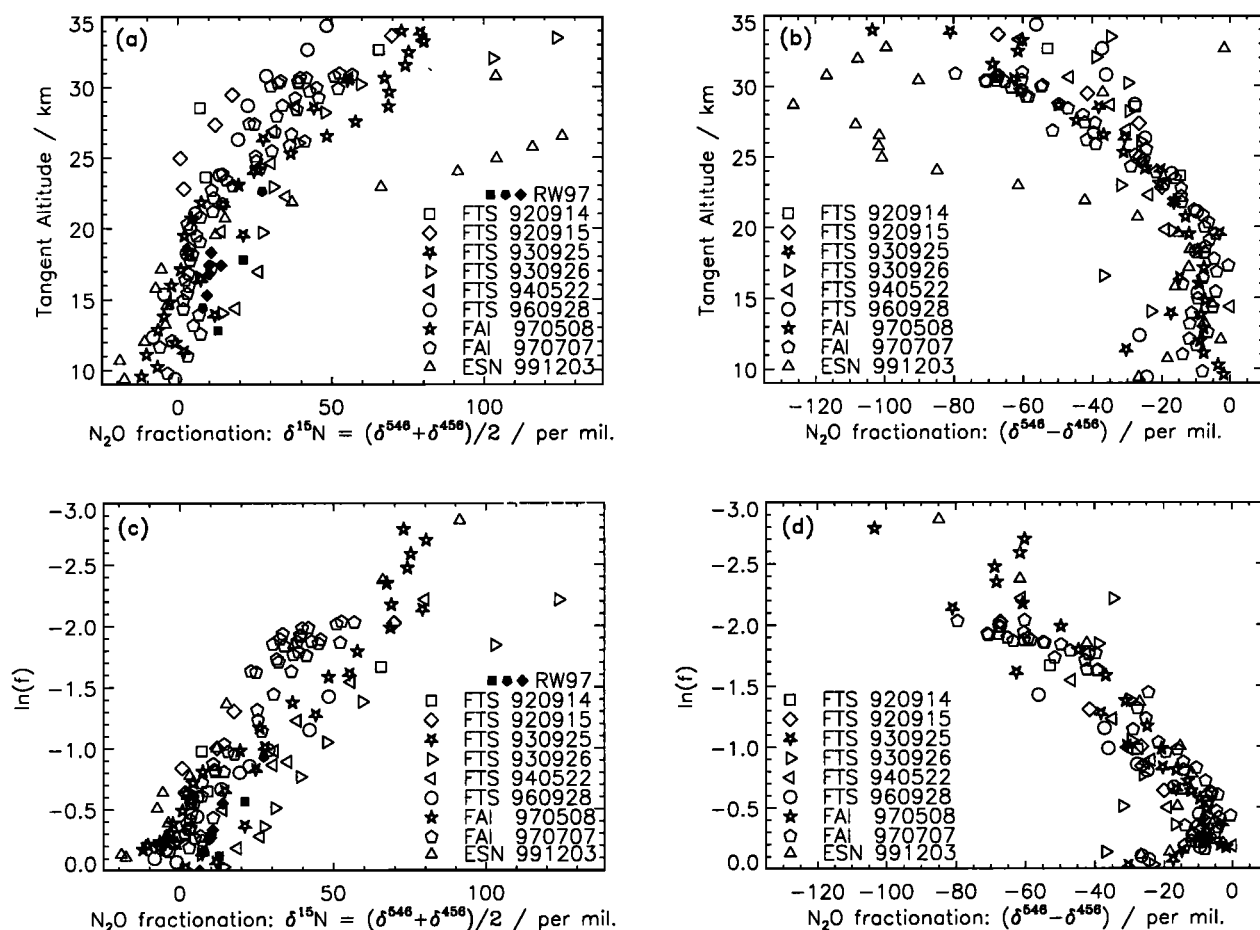 (a)
35
30
25
20
15
10
Tangent Altitude / km
RW97
FTS 920914
FTS 920915
FTS 930925
FTS 930926
FTS 940522
FTS 960928
FAI 970508
FAI 970707
ESN 991203
0 50 100
N₂O fractionation: δ¹⁵N = (δ⁵⁴⁶+δ⁴⁵⁶)/2 / per mil.
(b)
35
30
25
20
15
10
Tangent Altitude / km
FTS 920914
FTS 920915
FTS 930925
FTS 930926
FTS 940522
FTS 960928
FAI 970508
FAI 970707
ESN 991203
−120 −100 −80 −60 −40 −20 0
N₂O fractionation: (δ⁵⁴⁶−δ⁴⁵⁶) / per mil.
(c)
−3.0
−2.5
−2.0
−1.5
−1.0
−0.5
0.0
ln(f)
RW97
FTS 920914
FTS 920915
FTS 930925
FTS 930926
FTS 940522
FTS 960928
FAI 970508
FAI 970707
ESN 991203
0 50 100
N₂O fractionation: δ¹⁵N = (δ⁵⁴⁶+δ⁴⁵⁶)/2 / per mil.
(d)
−3.0
−2.5
−2.0
−1.5
−1.0
−0.5
0.0
ln(f)
FTS 920914
FTS 920915
FTS 930925
FTS 930926
FTS 940522
FTS 960928
FAI 970508
FAI 970707
ESN 991203
−120 −100 −80 −60 −40 −20 0
N₂O fractionation: (δ⁵⁴⁶−δ⁴⁵⁶) / per mil.